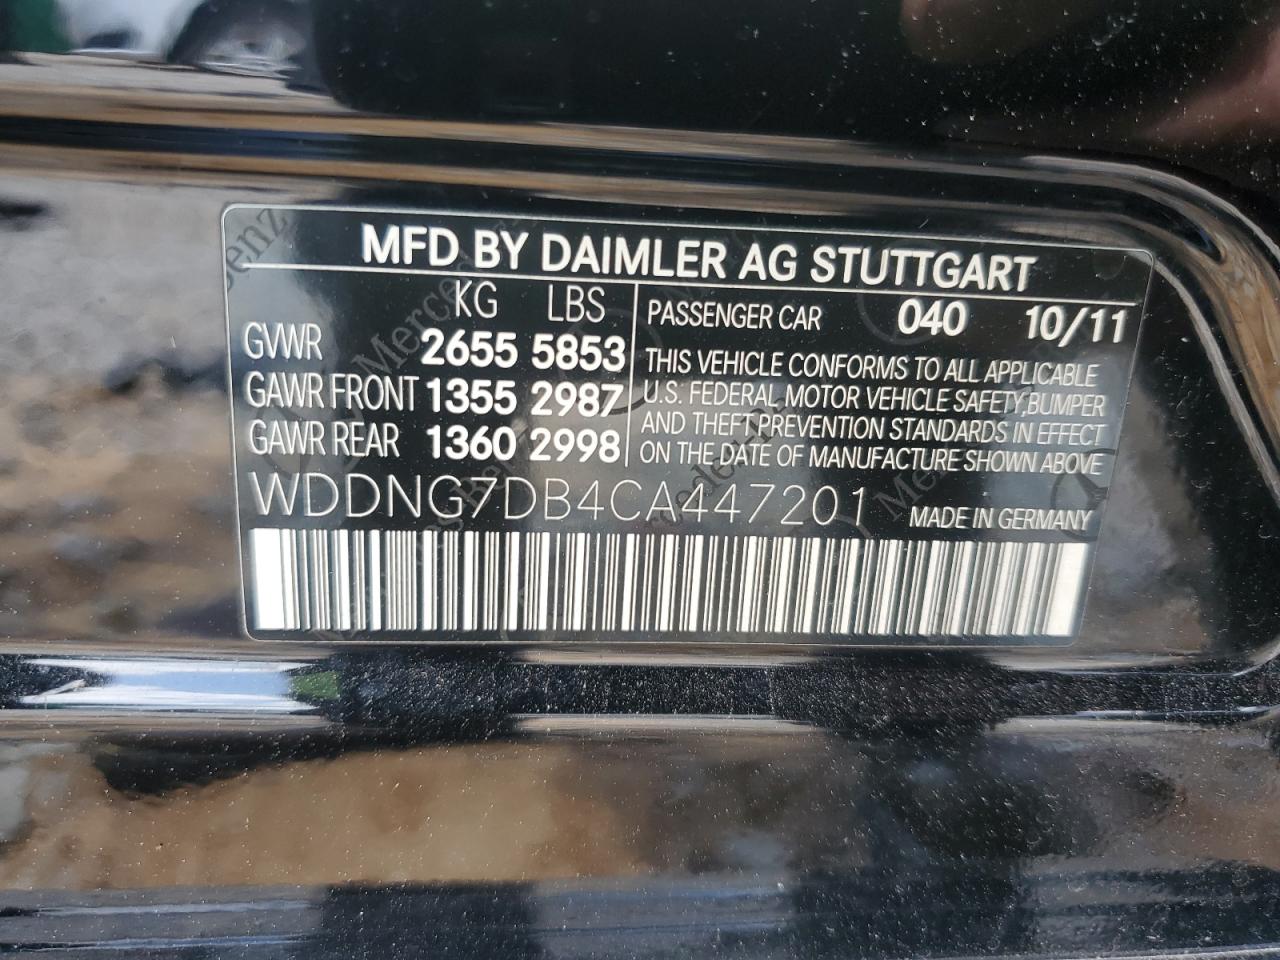 MFD BY DAIMLER AG STUTTGART
KG LBS
GVWR 2655 5853
GAWR FRONT 1355 2987
GAWR REAR 1360 2998
PASSENGER CAR 040 10/11
THIS VEHICLE CONFORMS TO ALL APPLICABLE
U.S. FEDERAL MOTOR VEHICLE SAFETY, BUMPER
AND THEFT PREVENTION STANDARDS IN EFFECT
ON THE DATE OF MANUFACTURE SHOWN ABOVE
WDDNG7DB4CA447201 MADE IN GERMANY